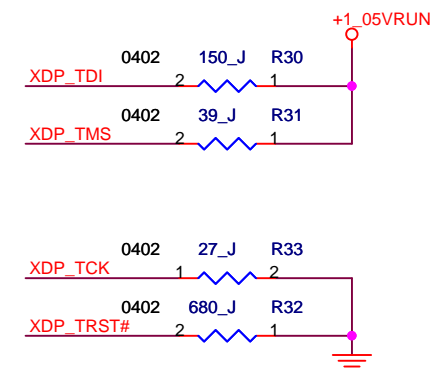 +1_05VRUN
0402 150_J R30
XDP_TDI 2 1
0402 39_J R31
XDP_TMS 2 1
0402 27_J R33
XDP_TCK 1 2
0402 680_J R32
XDP_TRST# 2 1